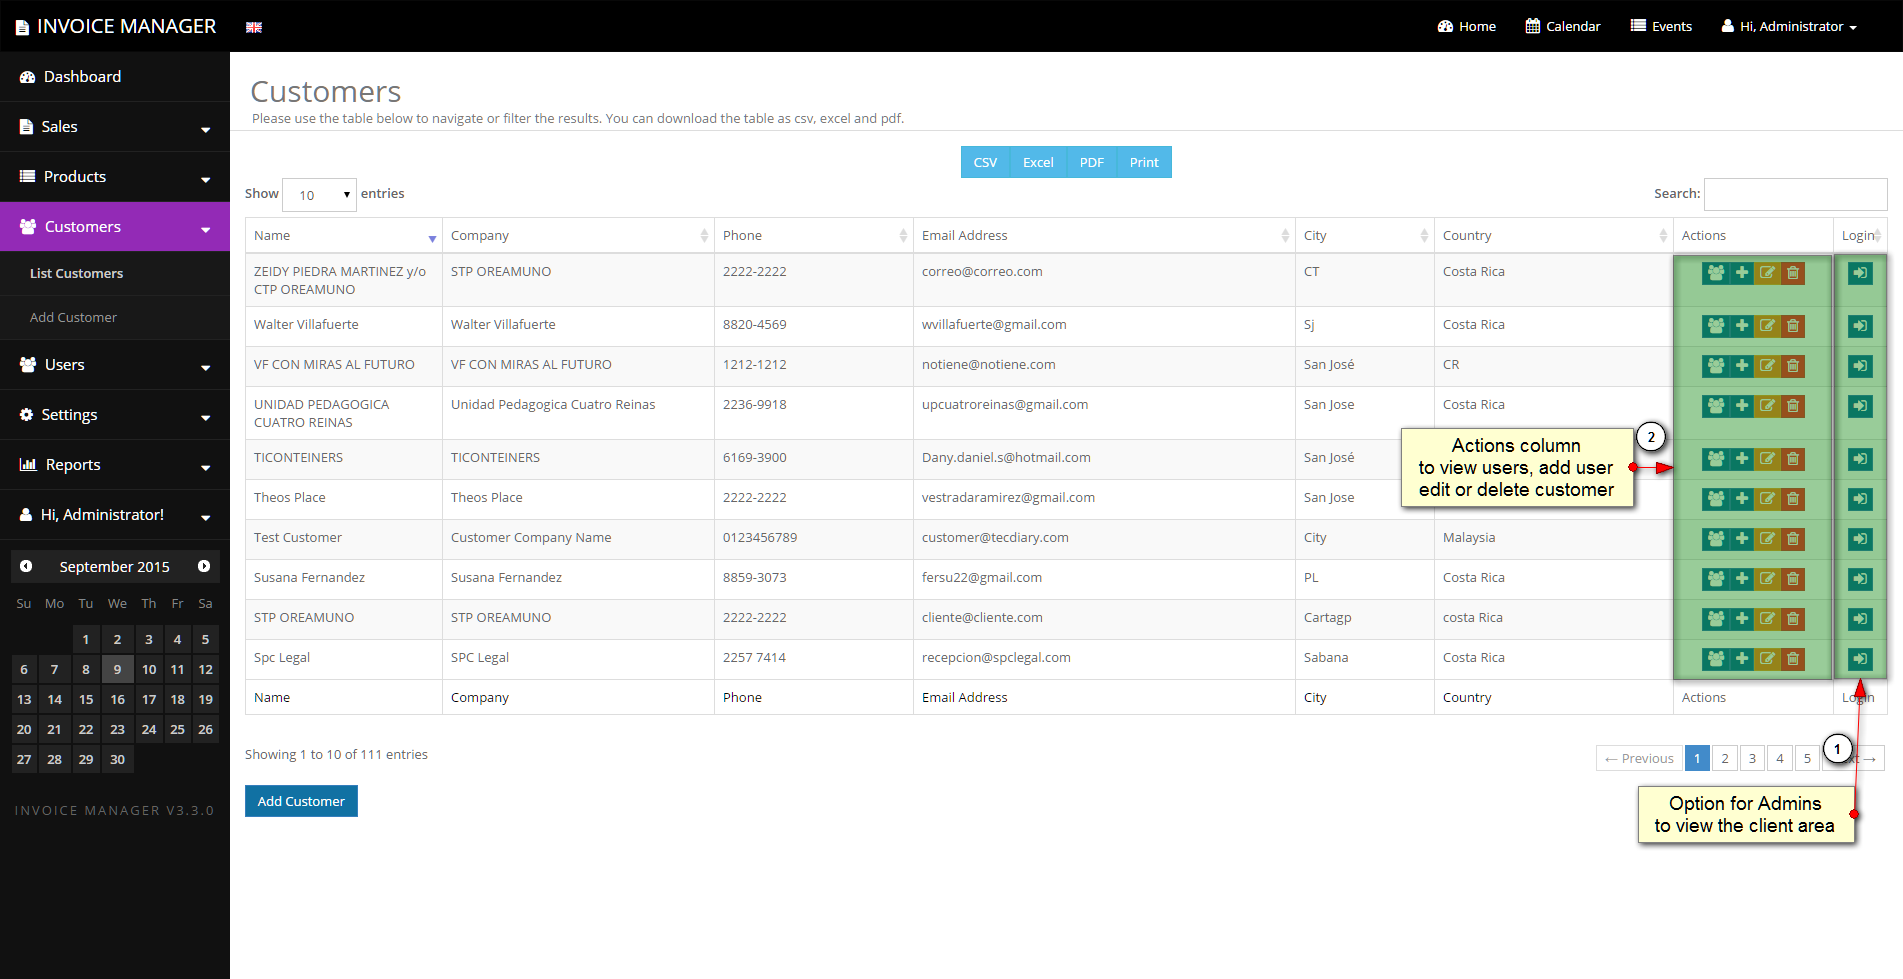 INVOICE MANAGER
Home
Calendar
Events
Hi, Administrator
Dashboard
Sales
Products
Customers
List Customers
Add Customer
Users
Settings
Reports
Hi, Administrator!
September 2015
Su Mo Tu We Th Fr Sa
1 2 3 4 5
6 7 8 9 10 11 12
13 14 15 16 17 18 19
20 21 22 23 24 25 26
27 28 29 30
INVOICE MANAGER V3.3.0
Customers
Please use the table below to navigate or filter the results. You can download the table as csv, excel and pdf.
CSV Excel PDF Print
Show 10 entries
Search:
Name Company Phone Email Address City Country Actions Login
ZEIDY PIEDRA MARTINEZ y/o STP OREAMUNO 2222-2222 correo@correo.com CT Costa Rica
CTP OREAMUNO
Walter Villafuerte Walter Villafuerte 8820-4569 wvillafuerte@gmail.com Sj Costa Rica
VF CON MIRAS AL FUTURO VF CON MIRAS AL FUTURO 1212-1212 notiene@notiene.com San José CR
UNIDAD PEDAGOGICA Unidad Pedagogica Cuatro Reinas 2236-9918 upcuatroreinas@gmail.com San Jose Costa Rica
CUATRO REINAS
TICONTEINERS TICONTEINERS 6169-3900 Dany.daniel.s@hotmail.com San José
Theos Place Theos Place 2222-2222 vestradaramirez@gmail.com San Jose
Test Customer Customer Company Name 0123456789 customer@tecdiary.com City Malaysia
Susana Fernandez Susana Fernandez 8859-3073 fersu22@gmail.com PL Costa Rica
STP OREAMUNO STP OREAMUNO 2222-2222 cliente@cliente.com Cartagp costa Rica
Spc Legal SPC Legal 2257 7414 recepcion@spclegal.com Sabana Costa Rica
Name Company Phone Email Address City Country Actions Login
2
Actions column
to view users, add user
edit or delete customer
Showing 1 to 10 of 111 entries
← Previous 1 2 3 4 5 →
Add Customer
1
Option for Admins
to view the client area